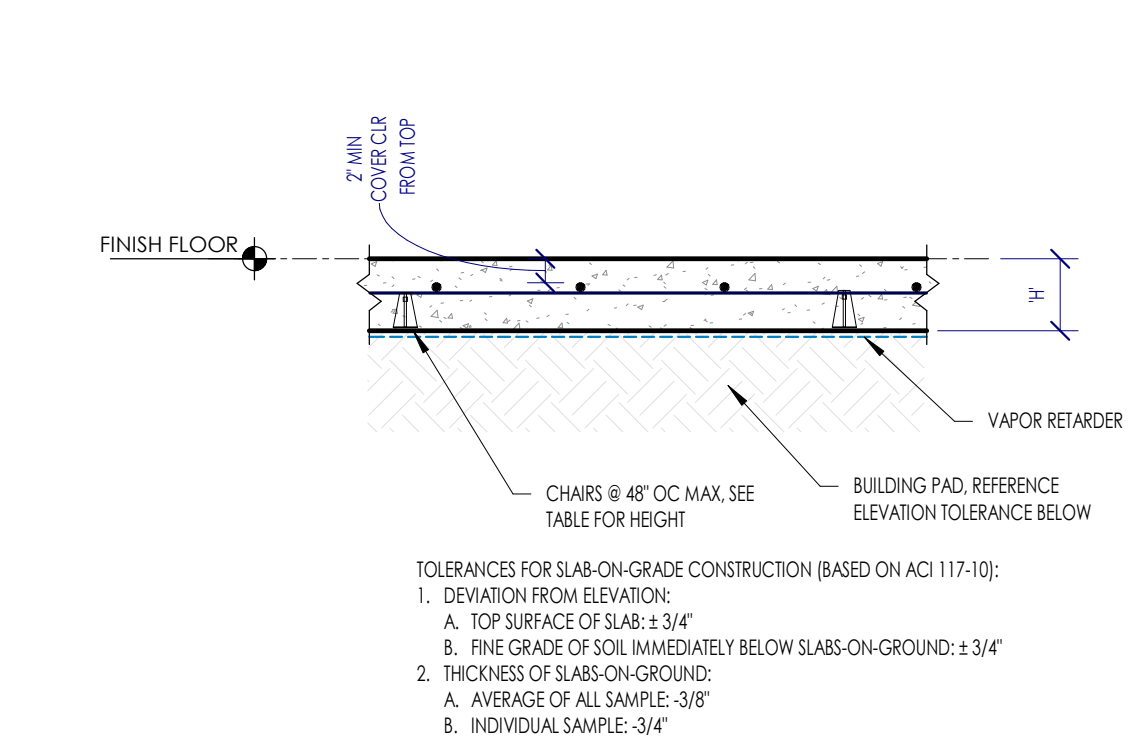 2" MIN
COVER CLR
FROM TOP
FINISH FLOOR
'H'
VAPOR RETARDER
CHAIRS @ 48" OC MAX, SEE
TABLE FOR HEIGHT
BUILDING PAD, REFERENCE
ELEVATION TOLERANCE BELOW
TOLERANCES FOR SLAB-ON-GRADE CONSTRUCTION (BASED ON ACI 117-10):
1. DEVIATION FROM ELEVATION:
A. TOP SURFACE OF SLAB: ± 3/4"
B. FINE GRADE OF SOIL IMMEDIATELY BELOW SLABS-ON-GROUND: ± 3/4"
2. THICKNESS OF SLABS-ON-GROUND:
A. AVERAGE OF ALL SAMPLE: -3/8"
B. INDIVIDUAL SAMPLE: -3/4"